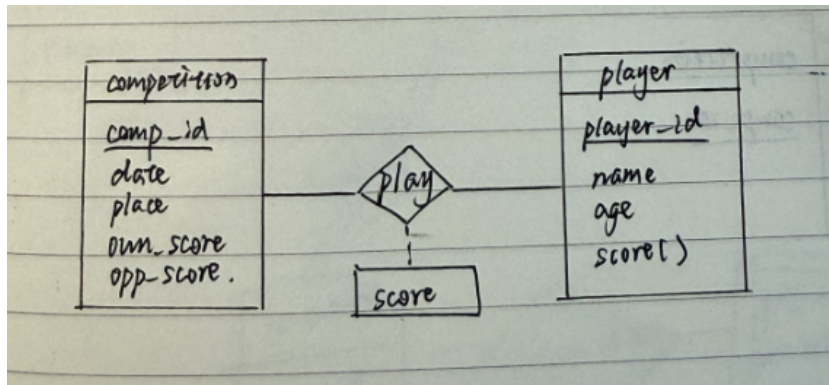 competition
comp_id
date
place
own_score
opp_score.
play
score
player
player_id
name
age
score()